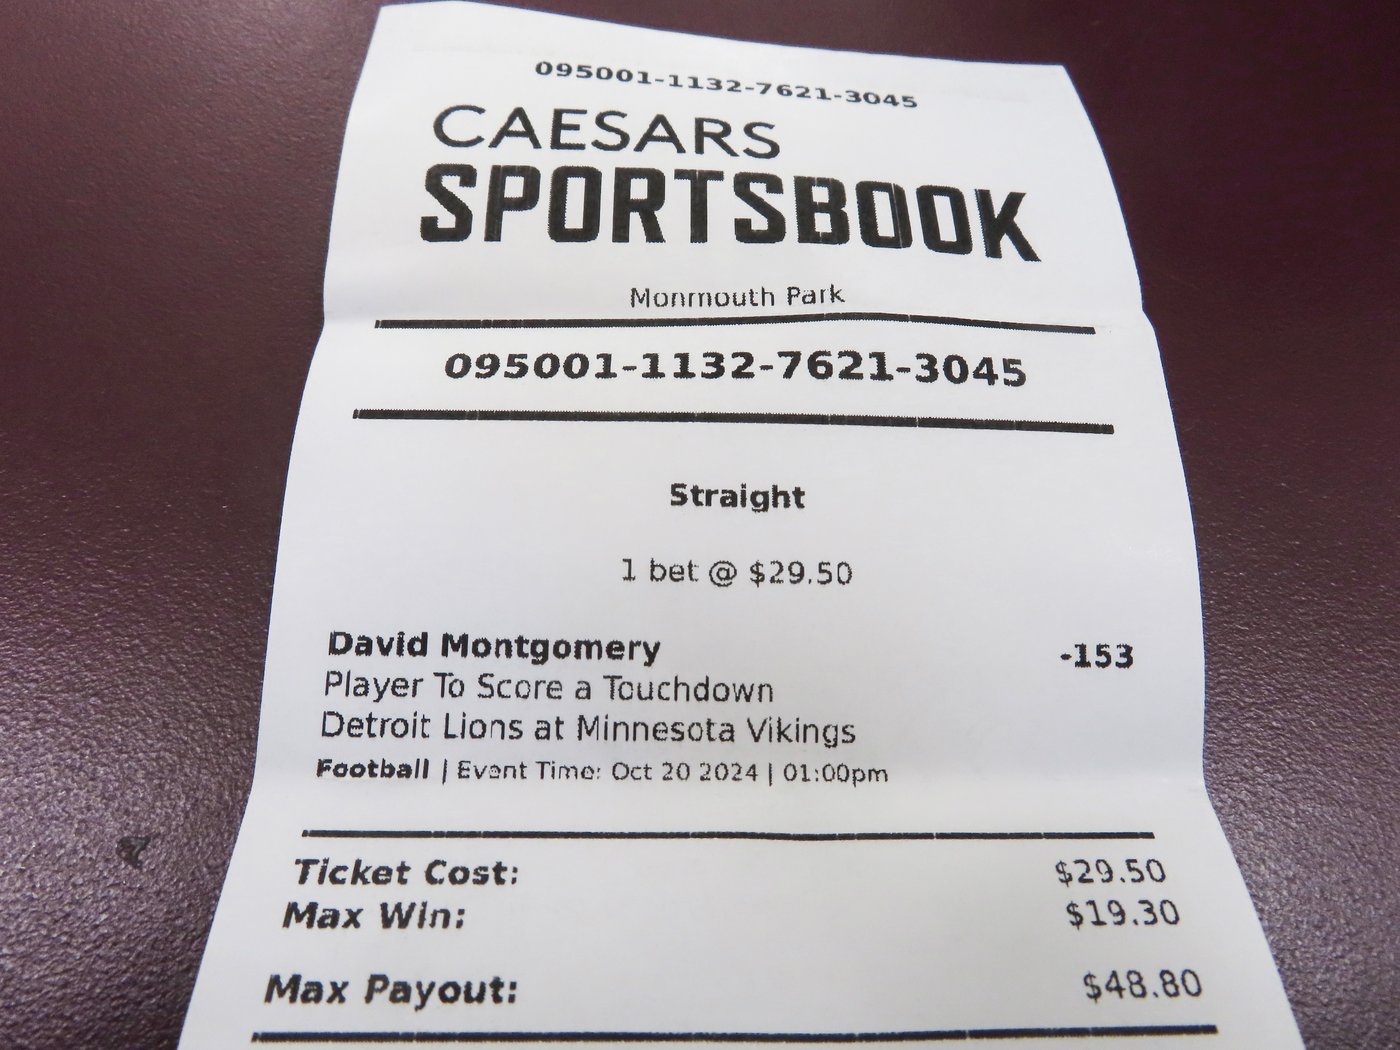 095001-1132-7621-3045
CAESARS
SPORTSBOOK
Monmouth Park
095001-1132-7621-3045
Straight
1 bet @ $29.50
David Montgomery -153
Player To Score a Touchdown
Detroit Lions at Minnesota Vikings
Football | Event Time: Oct 20 2024 | 01:00pm
Ticket Cost: $29.50
Max Win: $19.30
Max Payout: $48.80